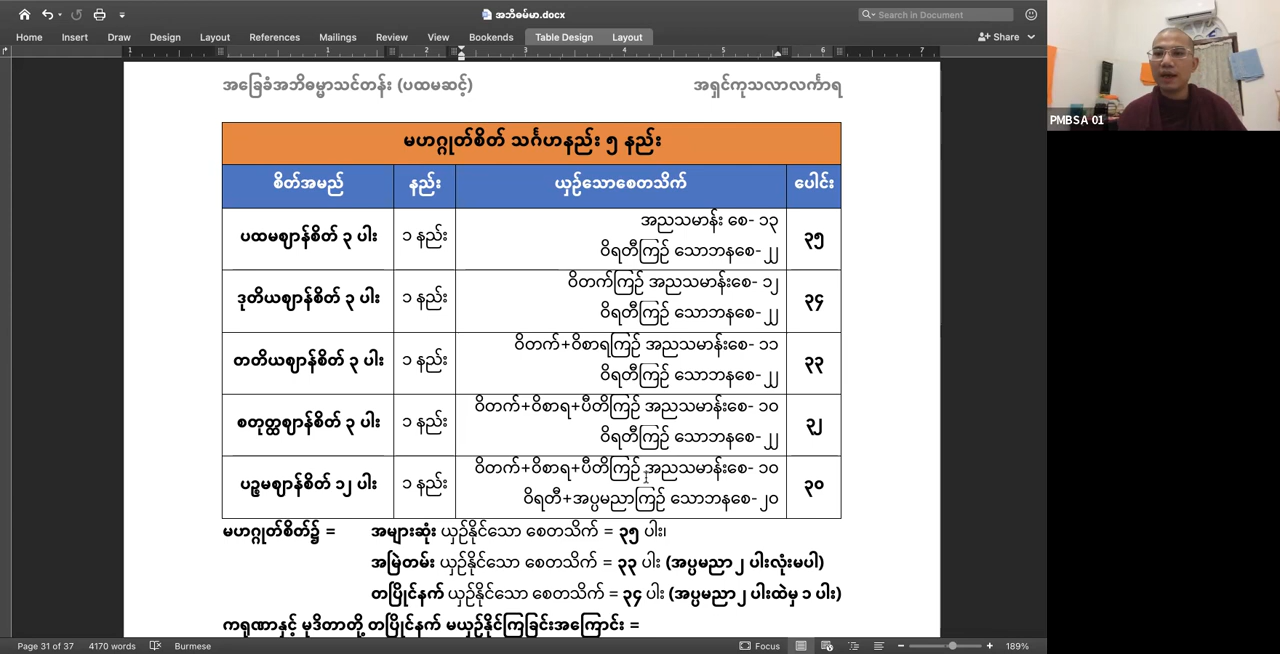 အဘိဓမ်မာ.docx
Search in Document
Home Insert Draw Design Layout References Mailings Review View Bookends Table Design Layout Share
1 1 2 3 4 5 6 7
အခြေခံအဘိဓမ္မာသင်တန်း (ပထမဆင့်) အရှင်ကုသလာလင်္ကာရ
PMBSA 01
မဟဂ္ဂုတ်စိတ် သင်္ဂဟနည်း ၅ နည်း
စိတ်အမည် နည်း ယှဉ်သောစေတသိက် ပေါင်း
ပထမဈာန်စိတ် ၃ ပါး ၁ နည်း အညသမာန်း စေ- ၁၃ ၃၅
ဝိရတီကြဉ် သောဘနစေ-၂၂
ဒုတိယဈာန်စိတ် ၃ ပါး ၁ နည်း ဝိတက်ကြဉ် အညသမာန်းစေ- ၁၂ ၃၄
ဝိရတီကြဉ် သောဘနစေ-၂၂
တတိယဈာန်စိတ် ၃ ပါး ၁ နည်း ဝိတက်+ဝိစာရကြဉ် အညသမာန်းစေ- ၁၁ ၃၃
ဝိရတီကြဉ် သောဘနစေ-၂၂
စတုတ္ထဈာန်စိတ် ၃ ပါး ၁ နည်း ဝိတက်+ဝိစာရ+ပီတိကြဉ် အညသမာန်းစေ- ၁၀ ၃၂
ဝိရတီကြဉ် သောဘနစေ-၂၂
ပဉ္စမဈာန်စိတ် ၁၂ ပါး ၁ နည်း ဝိတက်+ဝိစာရ+ပီတိကြဉ် အညသမာန်းစေ- ၁၀ ၃၀
ဝိရတီ+အပ္ပမညာကြဉ် သောဘနစေ-၂၀
မဟဂ္ဂုတ်စိတ်၌ = အများဆုံး ယှဉ်နိုင်သော စေတသိက် = ၃၅ ပါး၊
အမြဲတမ်း ယှဉ်နိုင်သော စေတသိက် = ၃၃ ပါး (အပ္ပမညာ ၂ ပါးလုံးမပါ)
တပြိုင်နက် ယှဉ်နိုင်သော စေတသိက် = ၃၄ ပါး (အပ္ပမညာ ၂ ပါးထဲမှ ၁ ပါး)
ကရုဏာနှင့် မုဒိတာတို့ တပြိုင်နက် မယှဉ်နိုင်ကြခြင်းအကြောင်း =
Page 31 of 37 4170 words Burmese Focus 189%